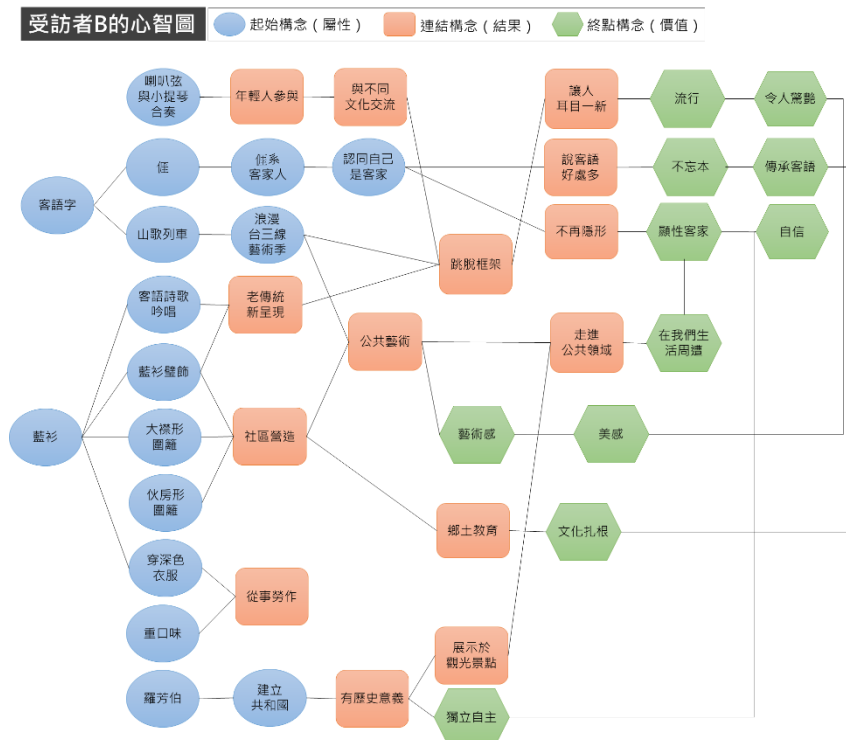 受訪者B的心智圖
起始構念(屬性)
連結構念(結果)
終點構念(價值)
喇叭弦
與小提琴
合奏
年輕人參與
與不同
文化交流
讓人
耳目一新
流行
令人驚艷
客語字
𠊎
𠊎係
客家人
認同自己
是客家
說客語
好處多
不忘本
傳承客語
山歌列車
浪漫
台三線
藝術季
跳脫框架
不再隱形
顯性客家
自信
客語詩歌
吟唱
老傳統
新呈現
藍衫
藍衫壁飾
公共藝術
走進
公共領域
在我們生
活周遭
大襟形
圍籬
社區營造
藝術感
美感
伙房形
圍籬
鄉土教育
文化扎根
穿深色
衣服
從事勞作
重口味
展示於
觀光景點
羅芳伯
建立
共和國
有歷史意義
獨立自主